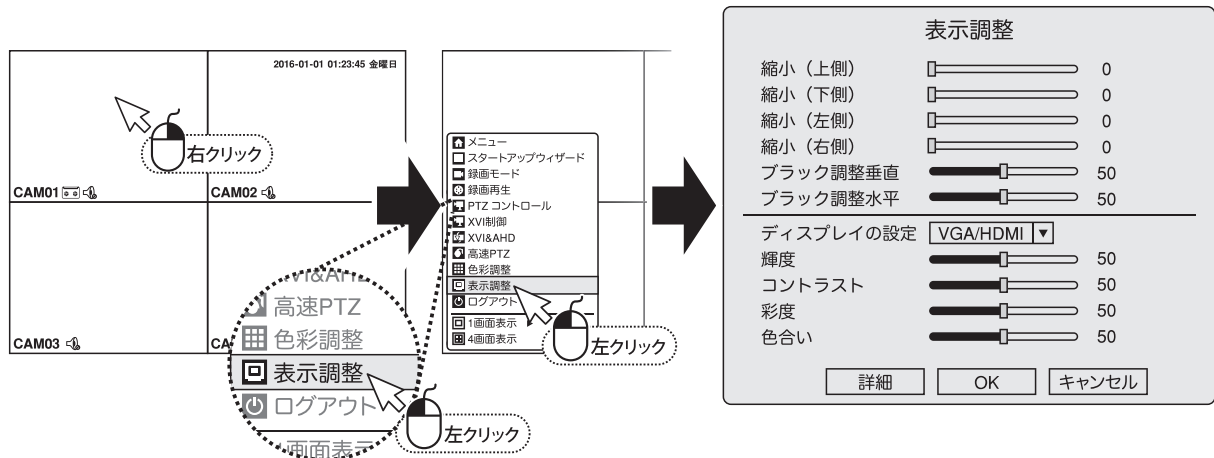 2016-01-01 01:23:45 金曜日
右クリック
CAM01
CAM02
CAM03
CA
メニュー
スタートアップウィザード
録画モード
録画再生
PTZ コントロール
XVI制御
XVI&AHD
高速PTZ
色彩調整
表示調整
ログアウト
1画面表示
4画面表示
左クリック
XVI&AHD
高速PTZ
色彩調整
表示調整
ログアウト
画面表示
左クリック
表示調整
縮小（上側） 0
縮小（下側） 0
縮小（左側） 0
縮小（右側） 0
ブラック調整垂直 50
ブラック調整水平 50
ディスプレイの設定 VGA/HDMI ▼
輝度 50
コントラスト 50
彩度 50
色合い 50
詳細 OK キャンセル